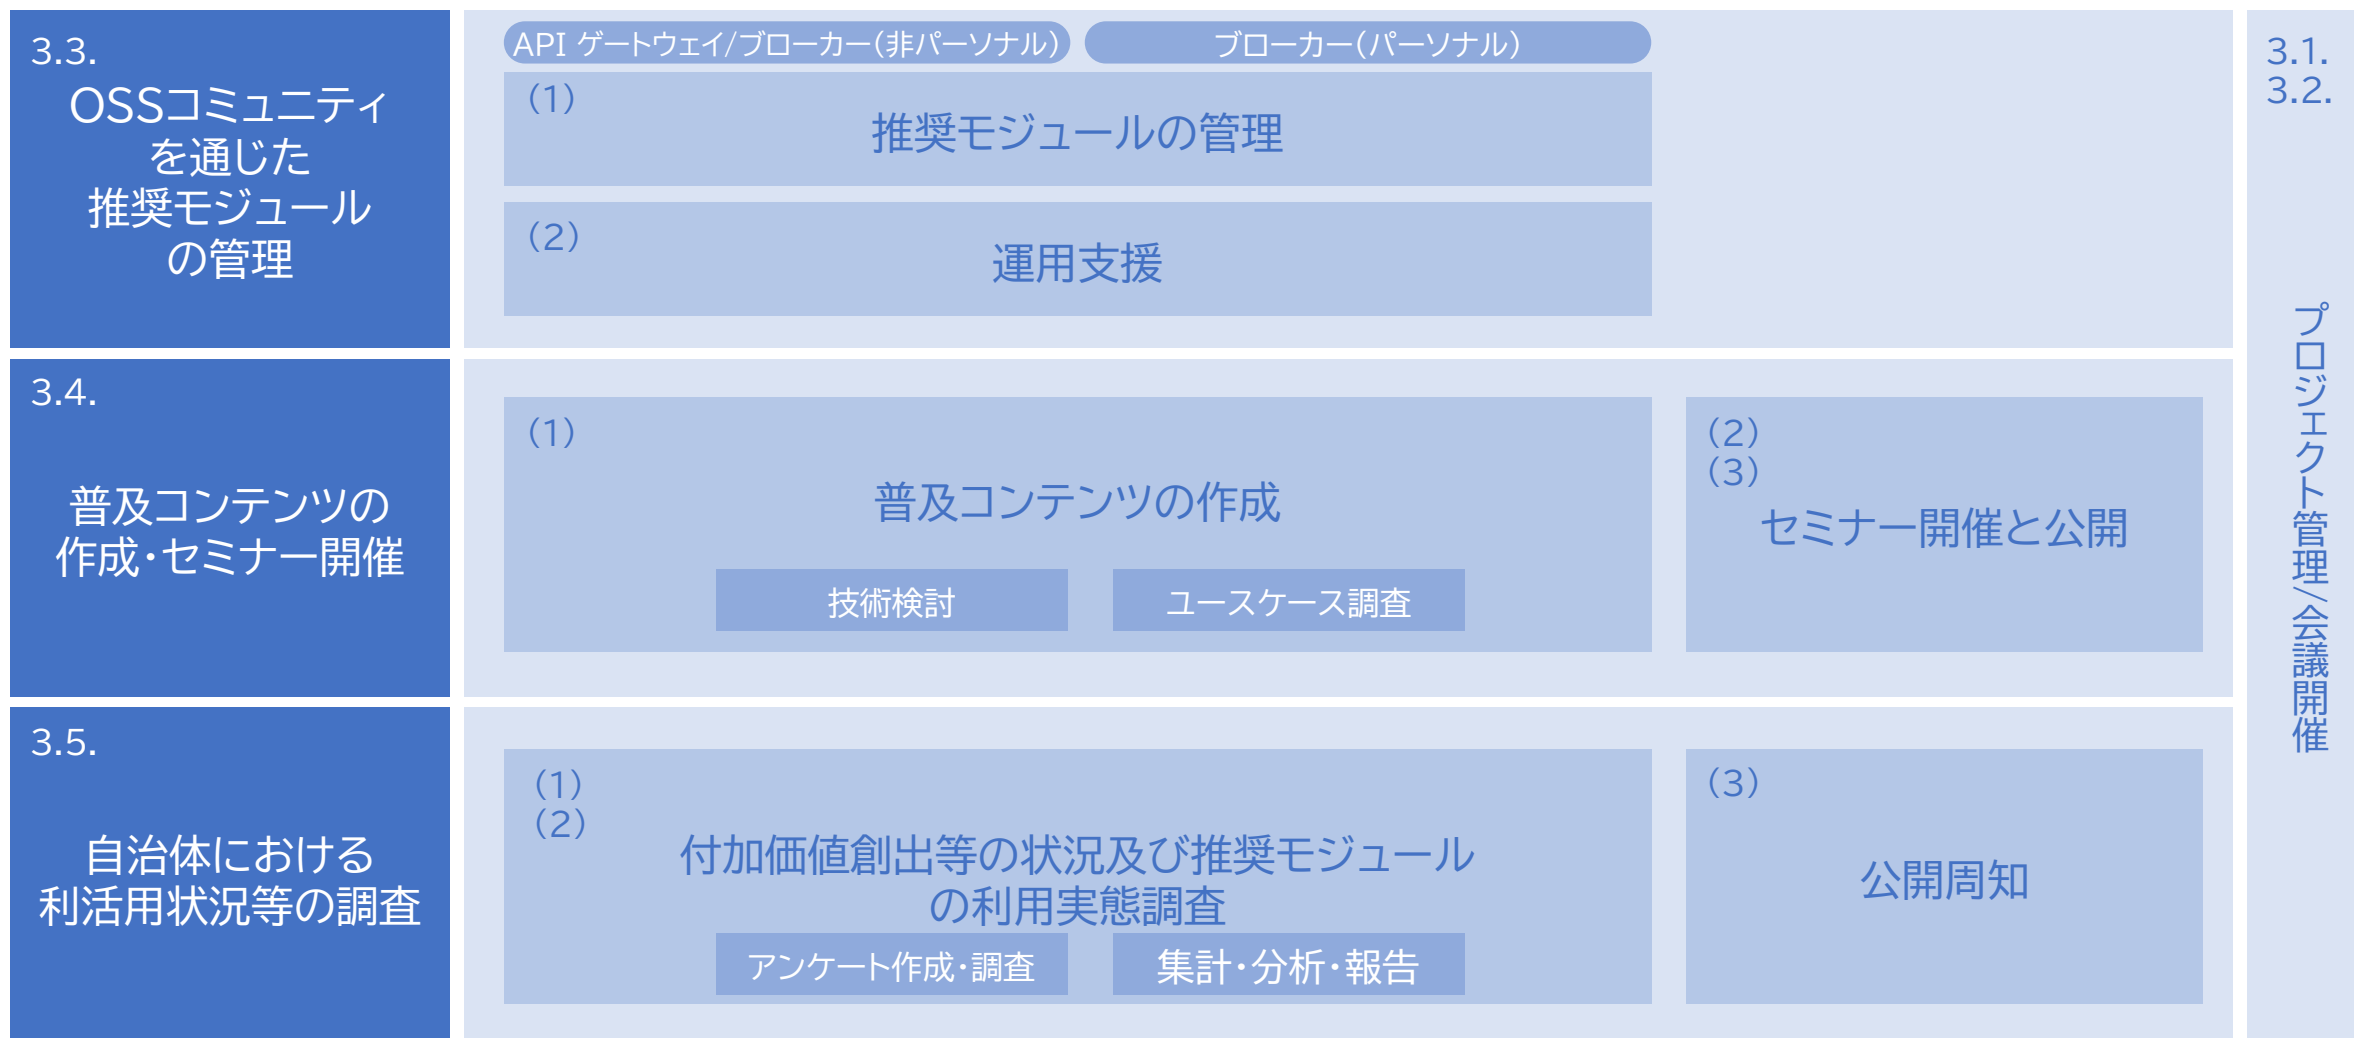 3.3.
OSSコミュニティ
を通じた
推奨モジュール
の管理
API ゲートウェイ/ブローカー(非パーソナル)
ブローカー(パーソナル)
(1)
推奨モジュールの管理
(2)
運用支援
3.4.
普及コンテンツの
作成・セミナー開催
(1)
普及コンテンツの作成
技術検討
ユースケース調査
(2)
(3)
セミナー開催と公開
3.5.
自治体における
利活用状況等の調査
(1)
(2)
付加価値創出等の状況及び推奨モジュール
の利用実態調査
アンケート作成・調査
集計・分析・報告
(3)
公開周知
3.1.
3.2.
プロジェクト管理/会議開催